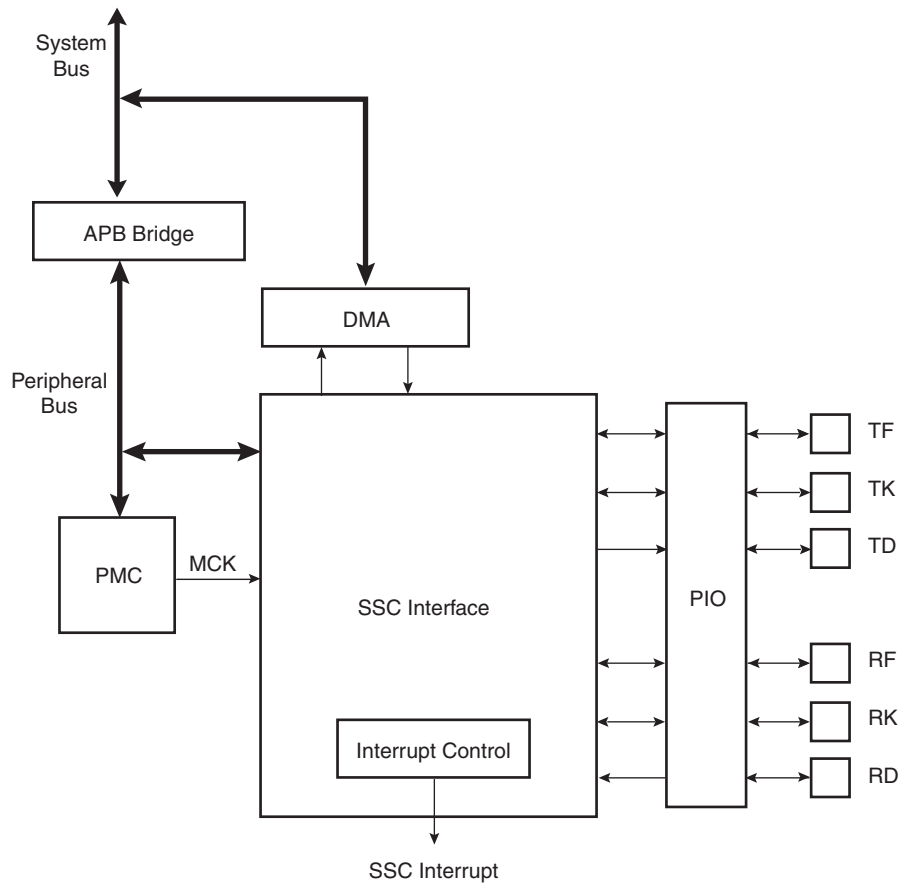 System
Bus
APB Bridge
DMA
Peripheral
Bus
PMC
MCK
SSC Interface
Interrupt Control
SSC Interrupt
PIO
TF
TK
TD
RF
RK
RD